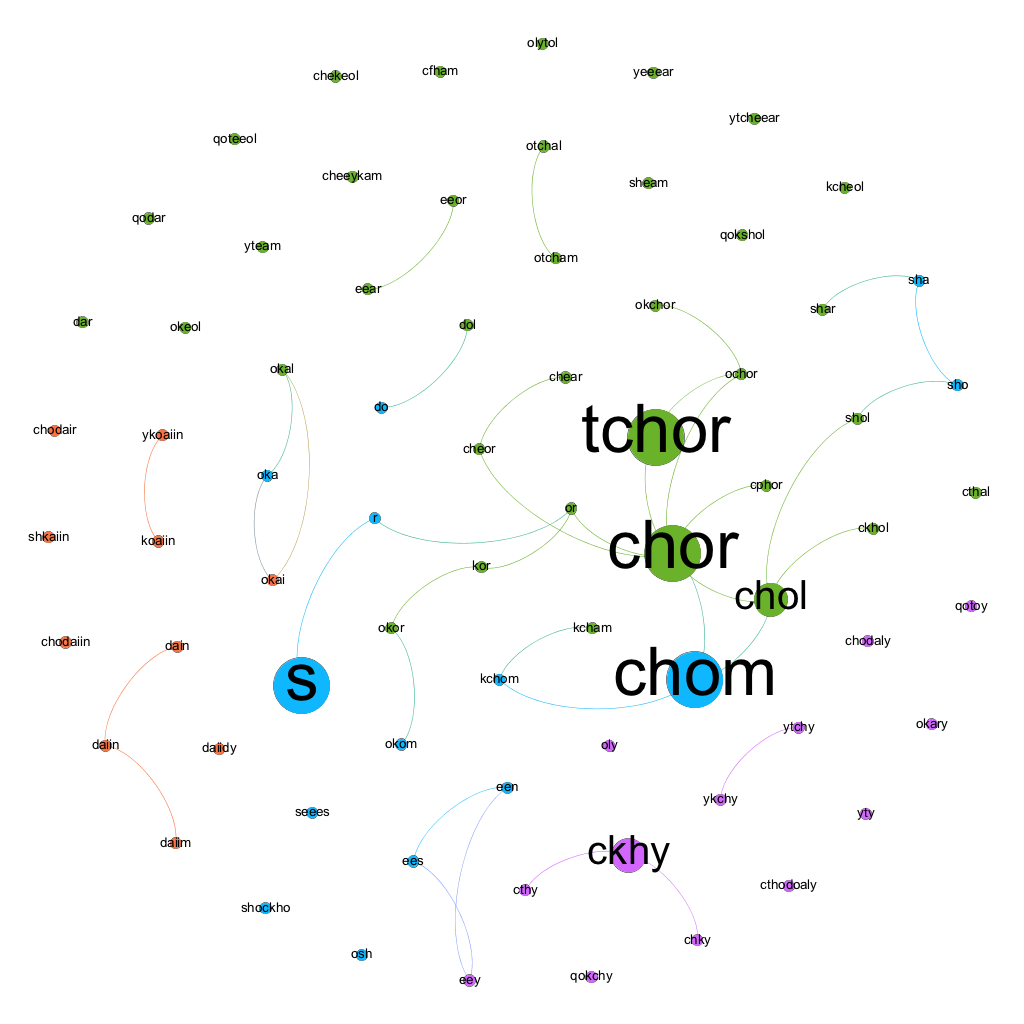 olytol
cfham
yeeear
chekeol
ytcheear
qoteeol
otchal
cheeykam
sheam
kcheol
eeor
qodar
qokshol
yteam
otcham
sha
eear
okchor
shar
dar
dol
okeol
okal
ochor
chear
sho
do
shol
chodair
ykoaiin
tchor
cheor
oka
cphor
cthal
or
r
ckhol
shkaiin
koaiin
chor
kor
okai
chol
qotoy
okor
kcham
chodaly
chodaiin
dain
kchom
chom
s
okary
ytchy
daiin
daiidy
okom
oly
een
ykchy
seees
yty
daiim
ckhy
ees
cthy
cthodoaly
shockho
chky
osh
qokchy
eey